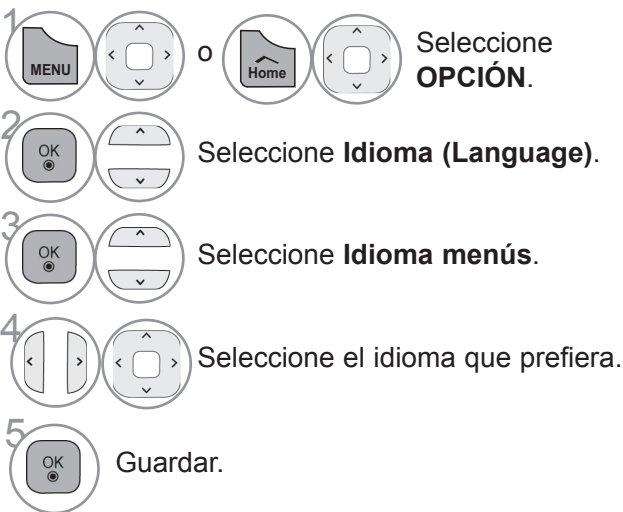 1
MENU
o
Home
Seleccione
OPCIÓN.
2
OK
Seleccione Idioma (Language).
3
OK
Seleccione Idioma menús.
4
Seleccione el idioma que prefiera.
5
OK
Guardar.